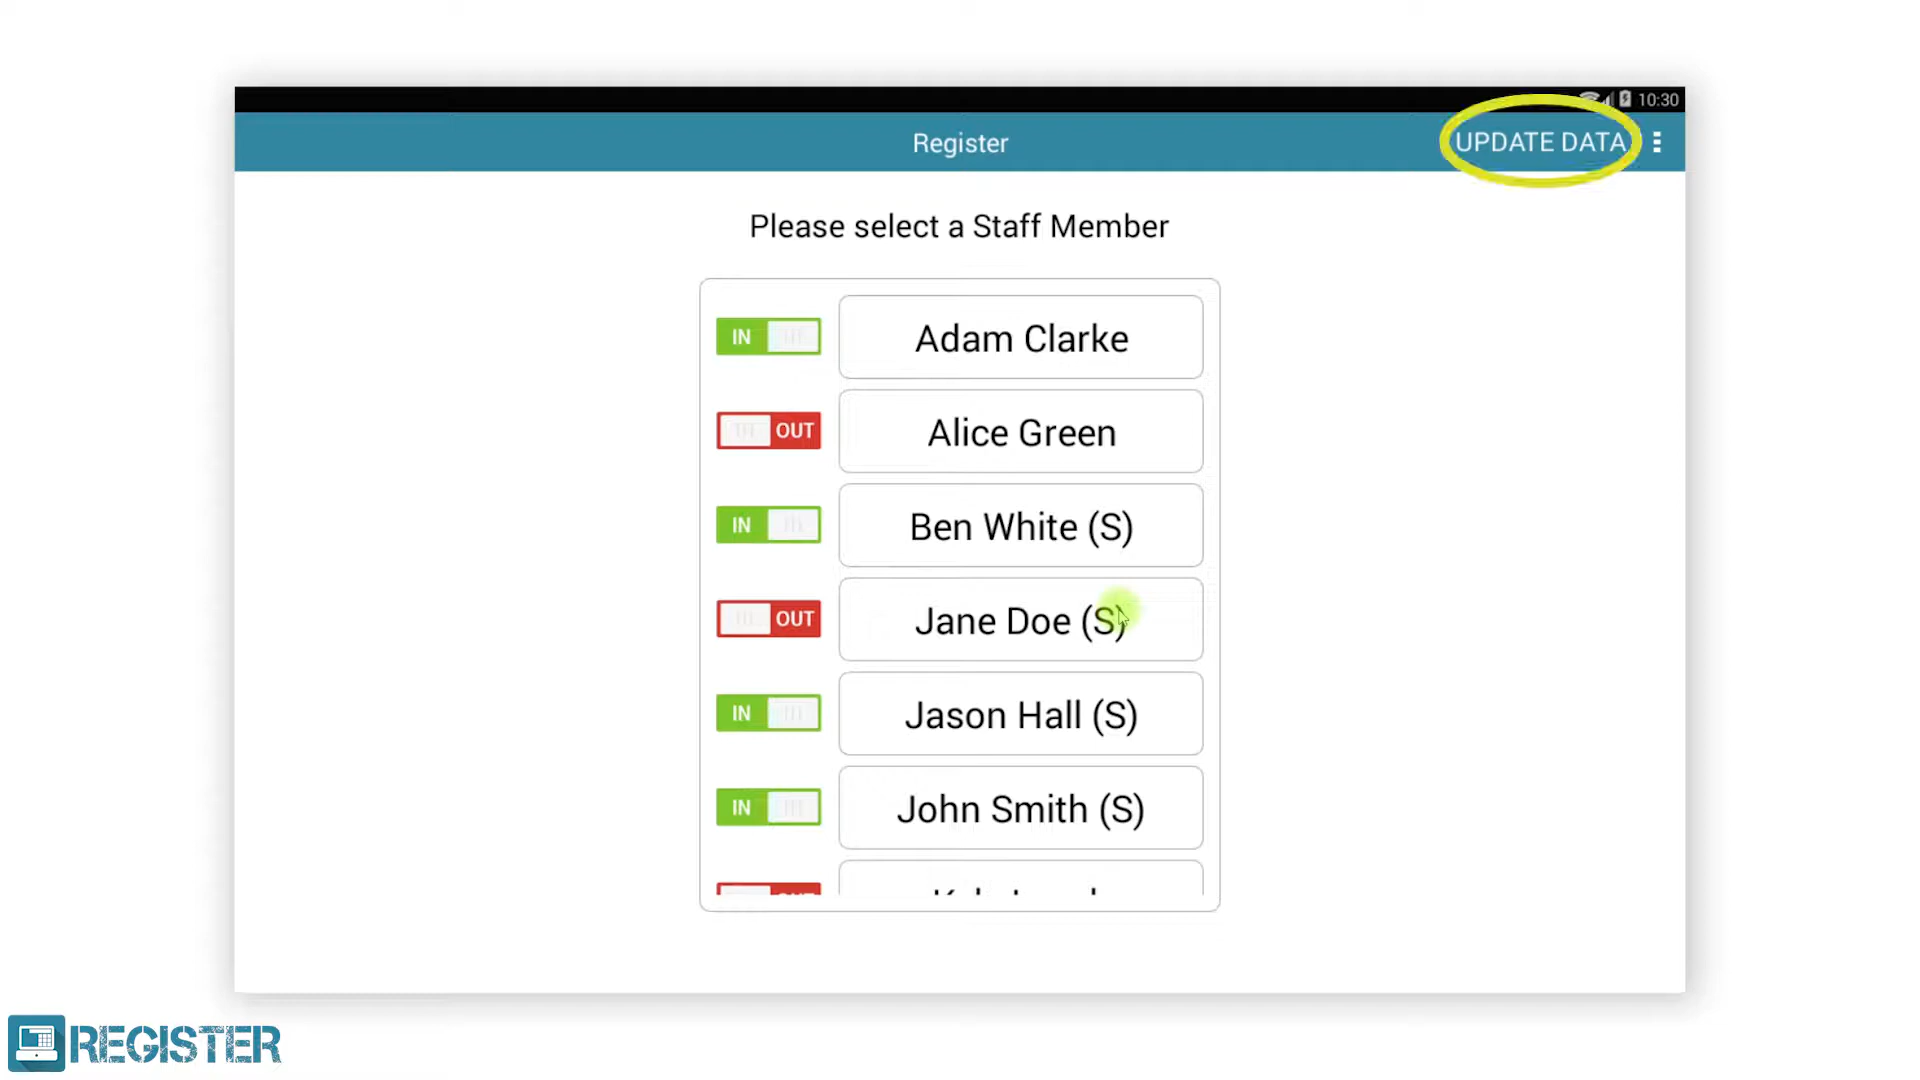 10:30
Register
UPDATE DATA
Please select a Staff Member
IN Adam Clarke
OUT Alice Green
IN Ben White (S)
OUT Jane Doe (S)
IN Jason Hall (S)
IN John Smith (S)
REGISTER